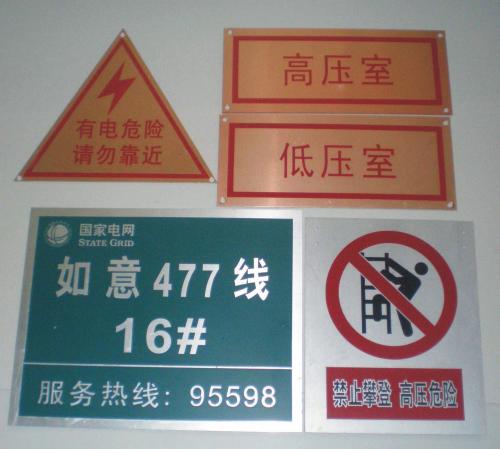 有电危险
请勿靠近
高压室
低压室
国家电网
STATE GRID
如意477线
16#
服务热线：95598
禁止攀登 高压危险